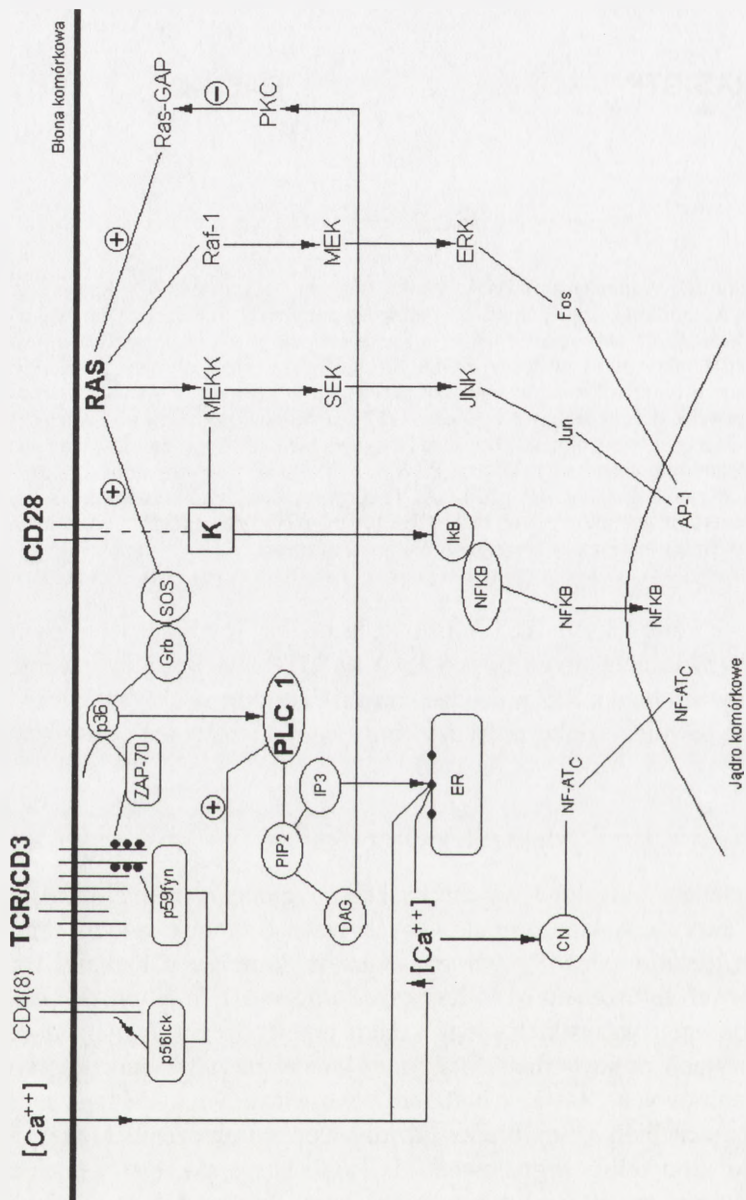 Błona komórkowa
[Ca++]
CD4(8)
TCR/CD3
CD28
RAS
Ras-GAP
p56lck
p59fyn
ZAP-70
p36
Grb
SOS
+
+
+
−
PKC
PLC 1
K
MEKK
Raf-1
PIP2
IP3
DAG
SEK
MEK
[Ca++]
ER
IkB
NFKB
JNK
ERK
CN
NF-ATC
NFKB
Jun
Fos
NF-ATC
NFKB
AP-1
Jądro komórkowe